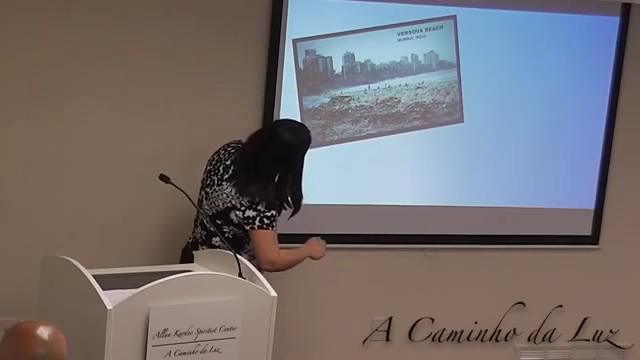 VERSOVA BEACH
MUMBAI, INDIA
Allan Kardec Spiritist Center
A Caminho da Luz
A Caminho da Luz